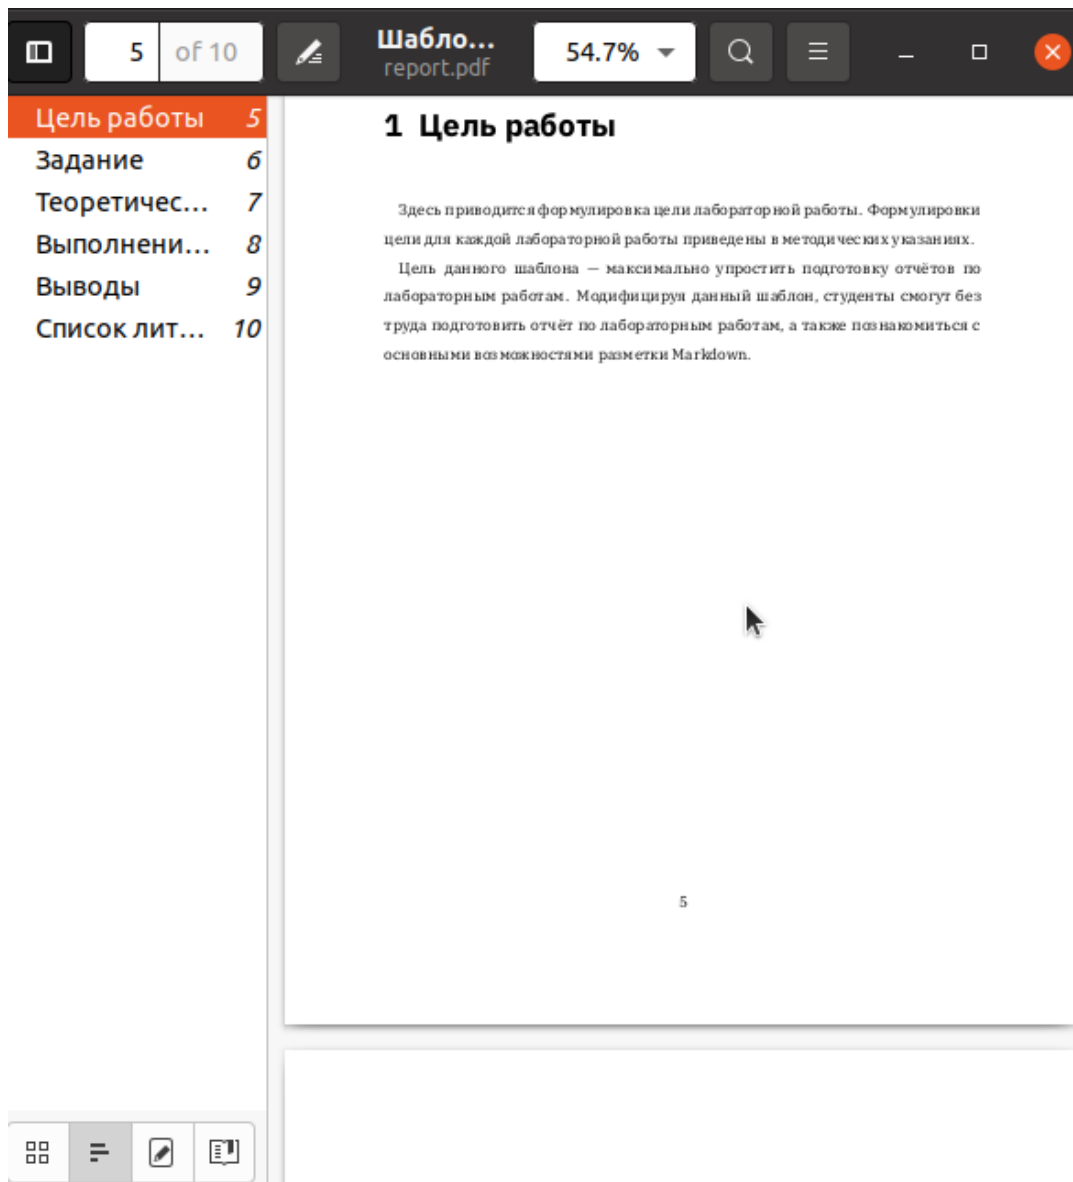 5 of 10
Шабло...
report.pdf
54.7%
Цель работы 5
Задание 6
Теоретичес... 7
Выполнени... 8
Выводы 9
Список лит... 10
1 Цель работы
Здесь приводится формулировка цели лабораторной работы. Формулировки
цели для каждой лабораторной работы приведены в методических указаниях.
Цель данного шаблона — максимально упростить подготовку отчётов по
лабораторным работам. Модифицируя данный шаблон, студенты смогут без
труда подготовить отчёт по лабораторным работам, а также познакомиться с
основными возможностями разметки Markdown.
5